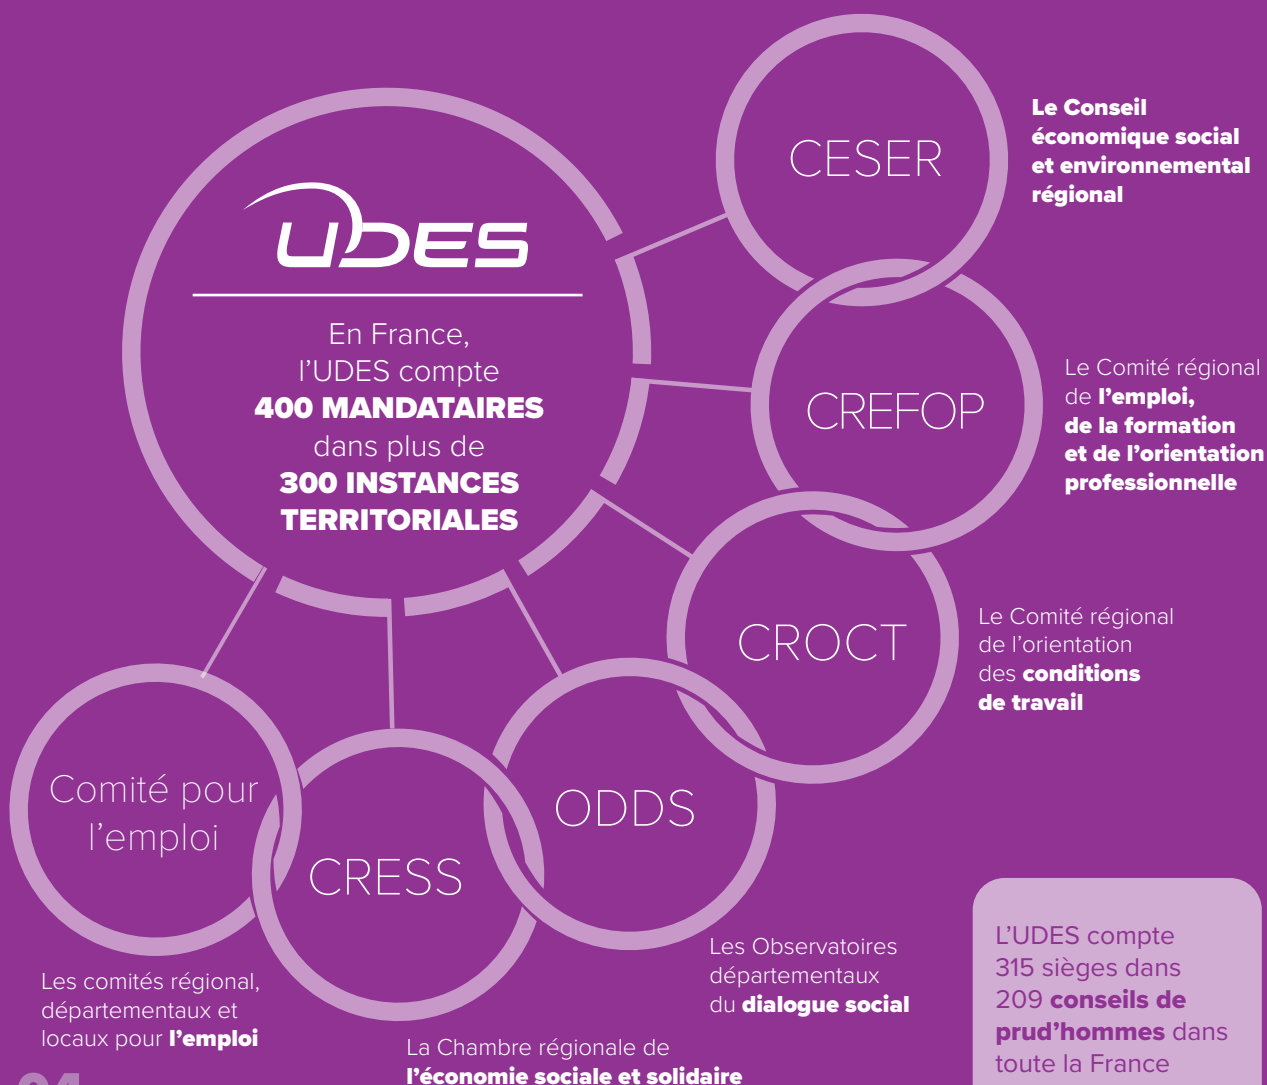 UDES
En France,
l'UDES compte
400 MANDATAIRES
dans plus de
300 INSTANCES
TERRITORIALES
CESER
Le Conseil
économique social
et environnemental
régional
CREFOP
Le Comité régional
de l'emploi,
de la formation
et de l'orientation
professionnelle
CROCT
Le Comité régional
de l'orientation
des conditions
de travail
ODDS
Les Observatoires
départementaux
du dialogue social
CRESS
La Chambre régionale de
l'économie sociale et solidaire
Comité pour
l'emploi
Les comités régional,
départementaux et
locaux pour l'emploi
L'UDES compte
315 sièges dans
209 conseils de
prud'hommes dans
toute la France